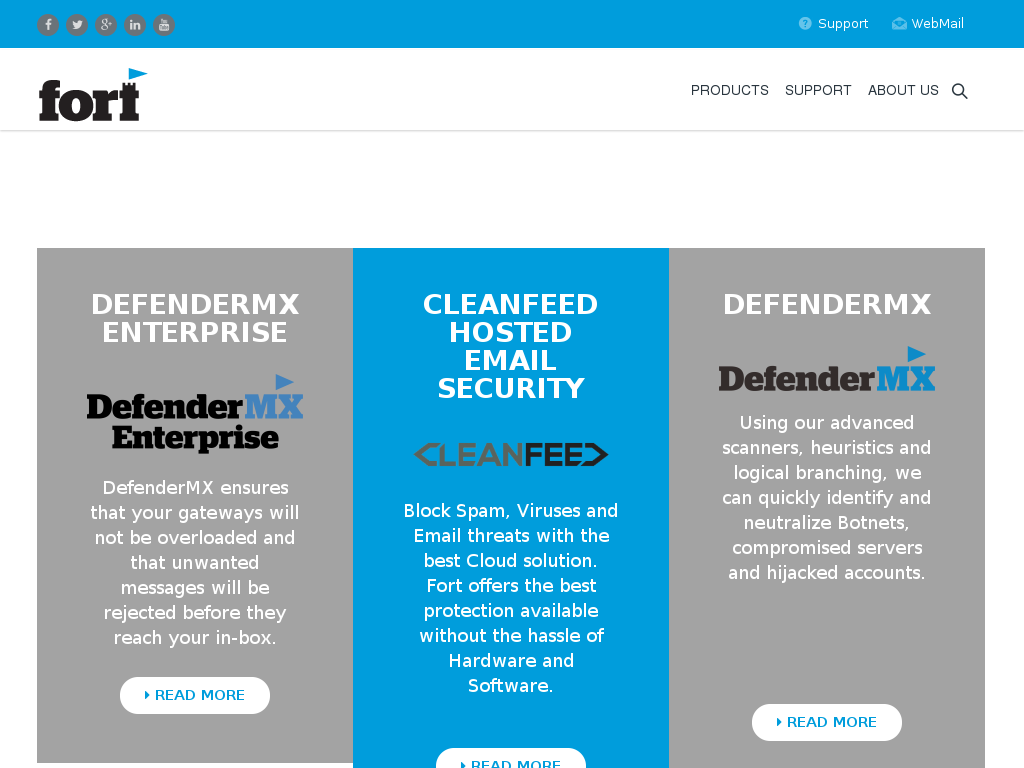 Support
WebMail
fort
PRODUCTS
SUPPORT
ABOUT US
DEFENDERMX
ENTERPRISE
DefenderMX
Enterprise
DefenderMX ensures
that your gateways will
not be overloaded and
that unwanted
messages will be
rejected before they
reach your in-box.
READ MORE
CLEANFEED
HOSTED
EMAIL
SECURITY
CLEANFEED
Block Spam, Viruses and
Email threats with the
best Cloud solution.
Fort offers the best
protection available
without the hassle of
Hardware and
Software.
READ MORE
DEFENDERMX
DefenderMX
Using our advanced
scanners, heuristics and
logical branching, we
can quickly identify and
neutralize Botnets,
compromised servers
and hijacked accounts.
READ MORE